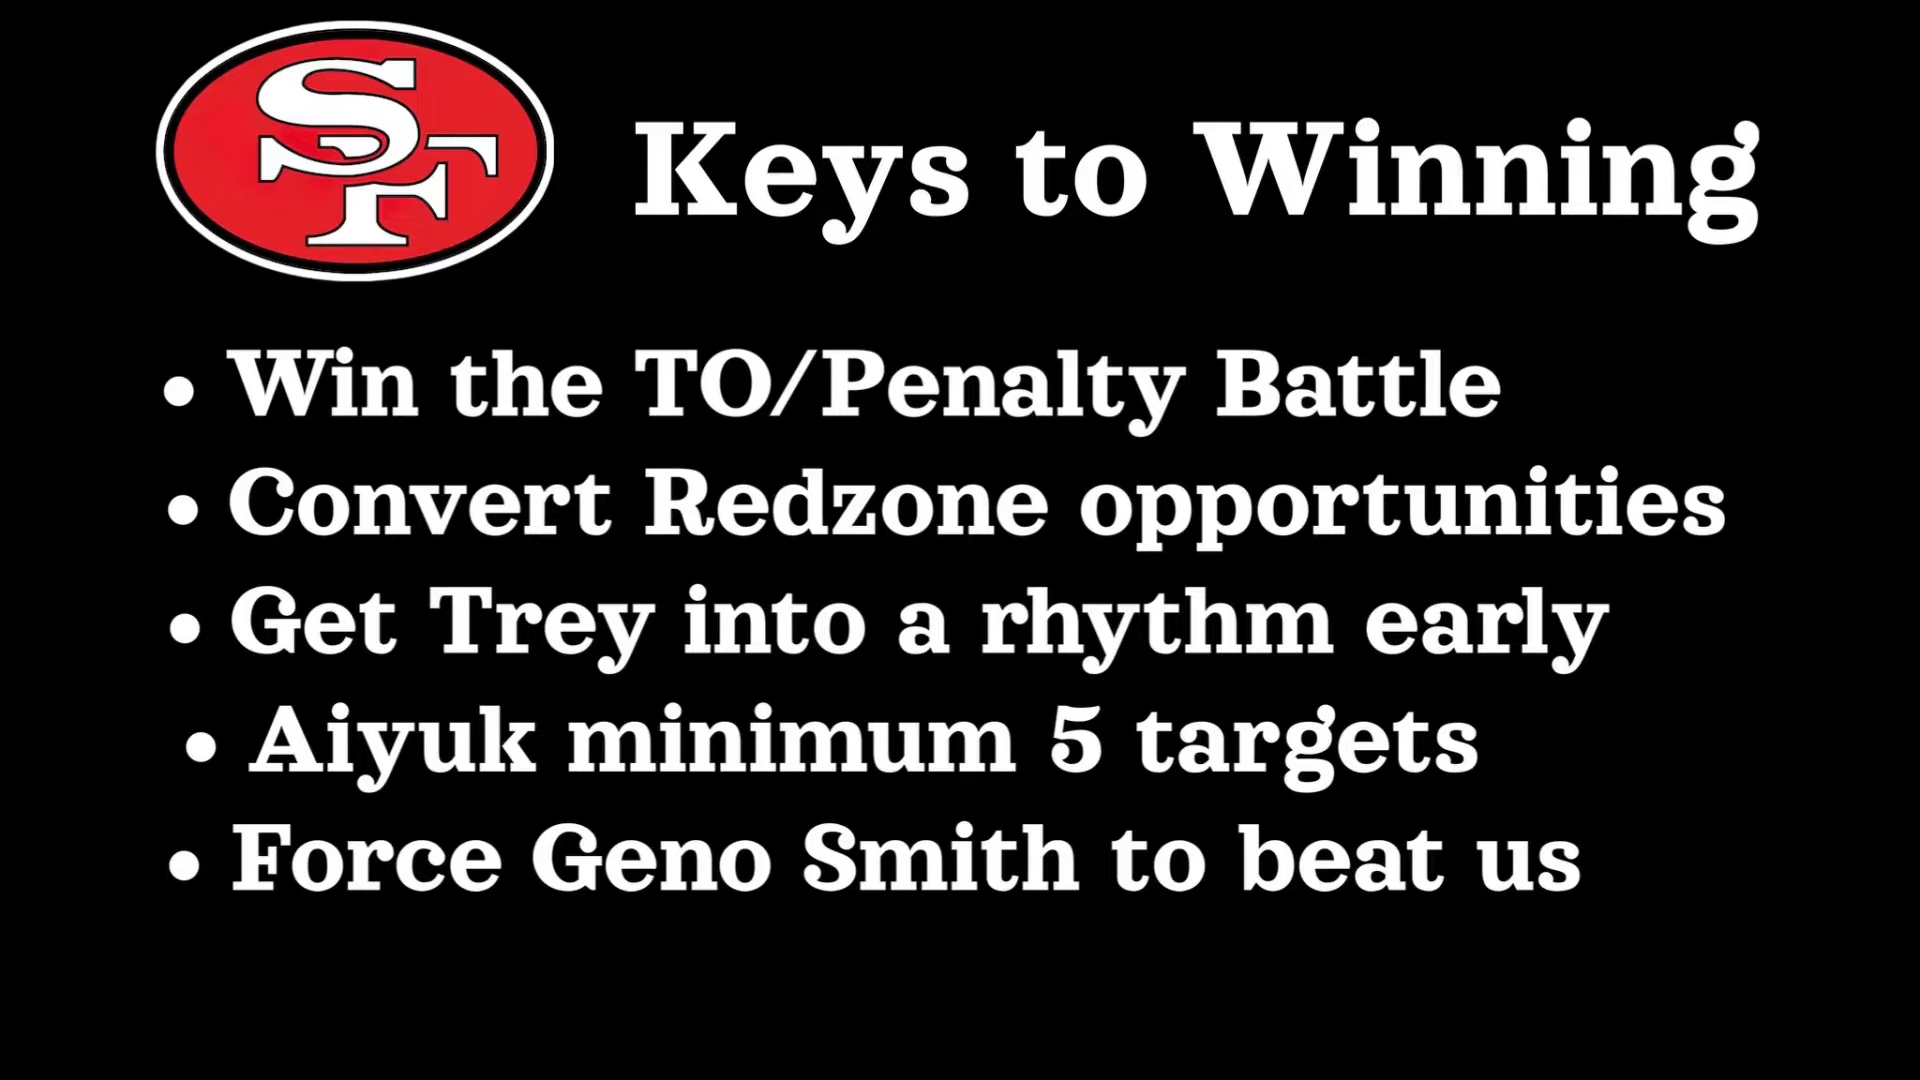 SF
Keys to Winning
• Win the TO/Penalty Battle
• Convert Redzone opportunities
• Get Trey into a rhythm early
• Aiyuk minimum 5 targets
• Force Geno Smith to beat us